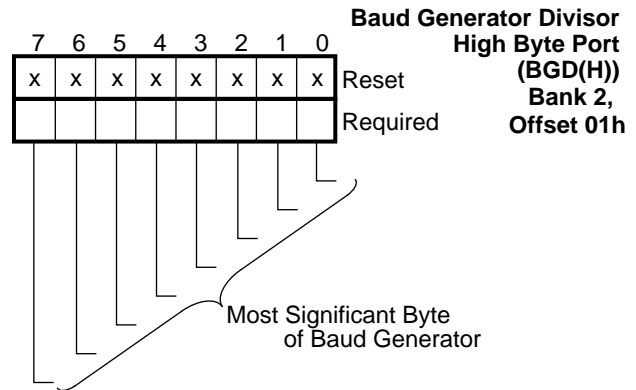 Baud Generator Divisor
High Byte Port
(BGD(H))
Bank 2,
Offset 01h
7 6 5 4 3 2 1 0
x x x x x x x x Reset
Required
Most Significant Byte
of Baud Generator